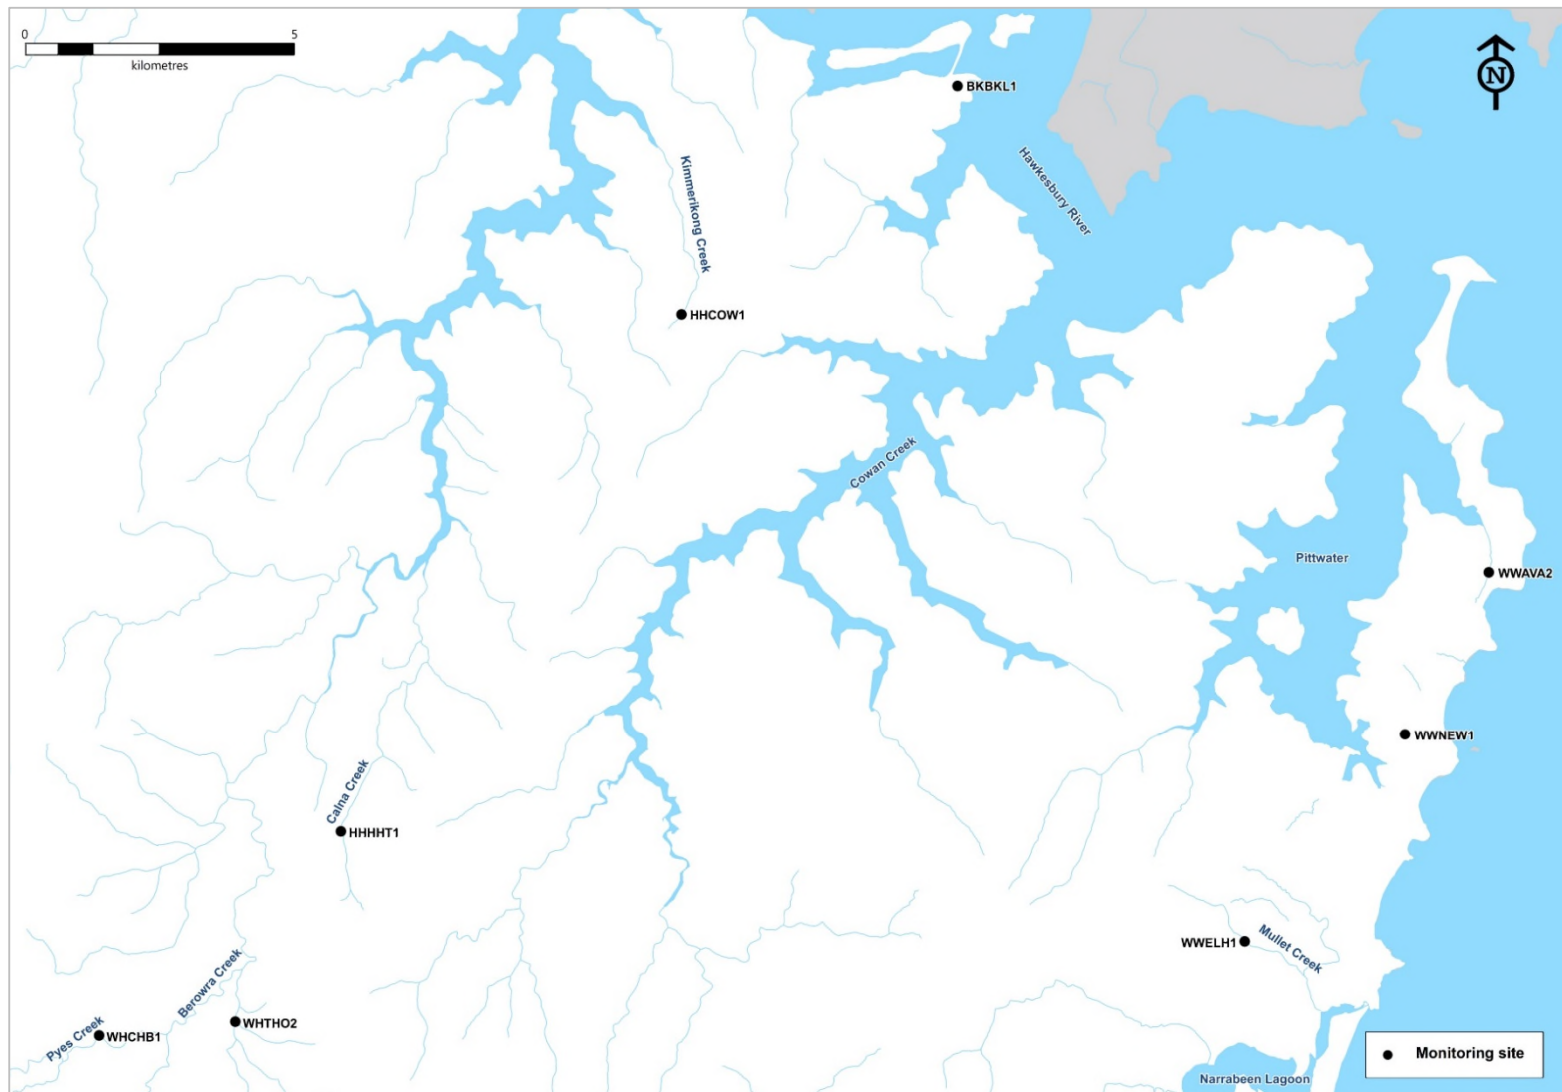 0 5
kilometres
N
BKBKL1
Hawkesbury River
Kimmerikong Creek
HHCOW1
Cowan Creek
Pittwater
WWAVA2
WWNEW1
Calna Creek
HHHHT1
WWELH1
Mullet Creek
Berowra Creek
WHTHO2
Pyes Creek
WHCHB1
Monitoring site
Narrabeen Lagoon